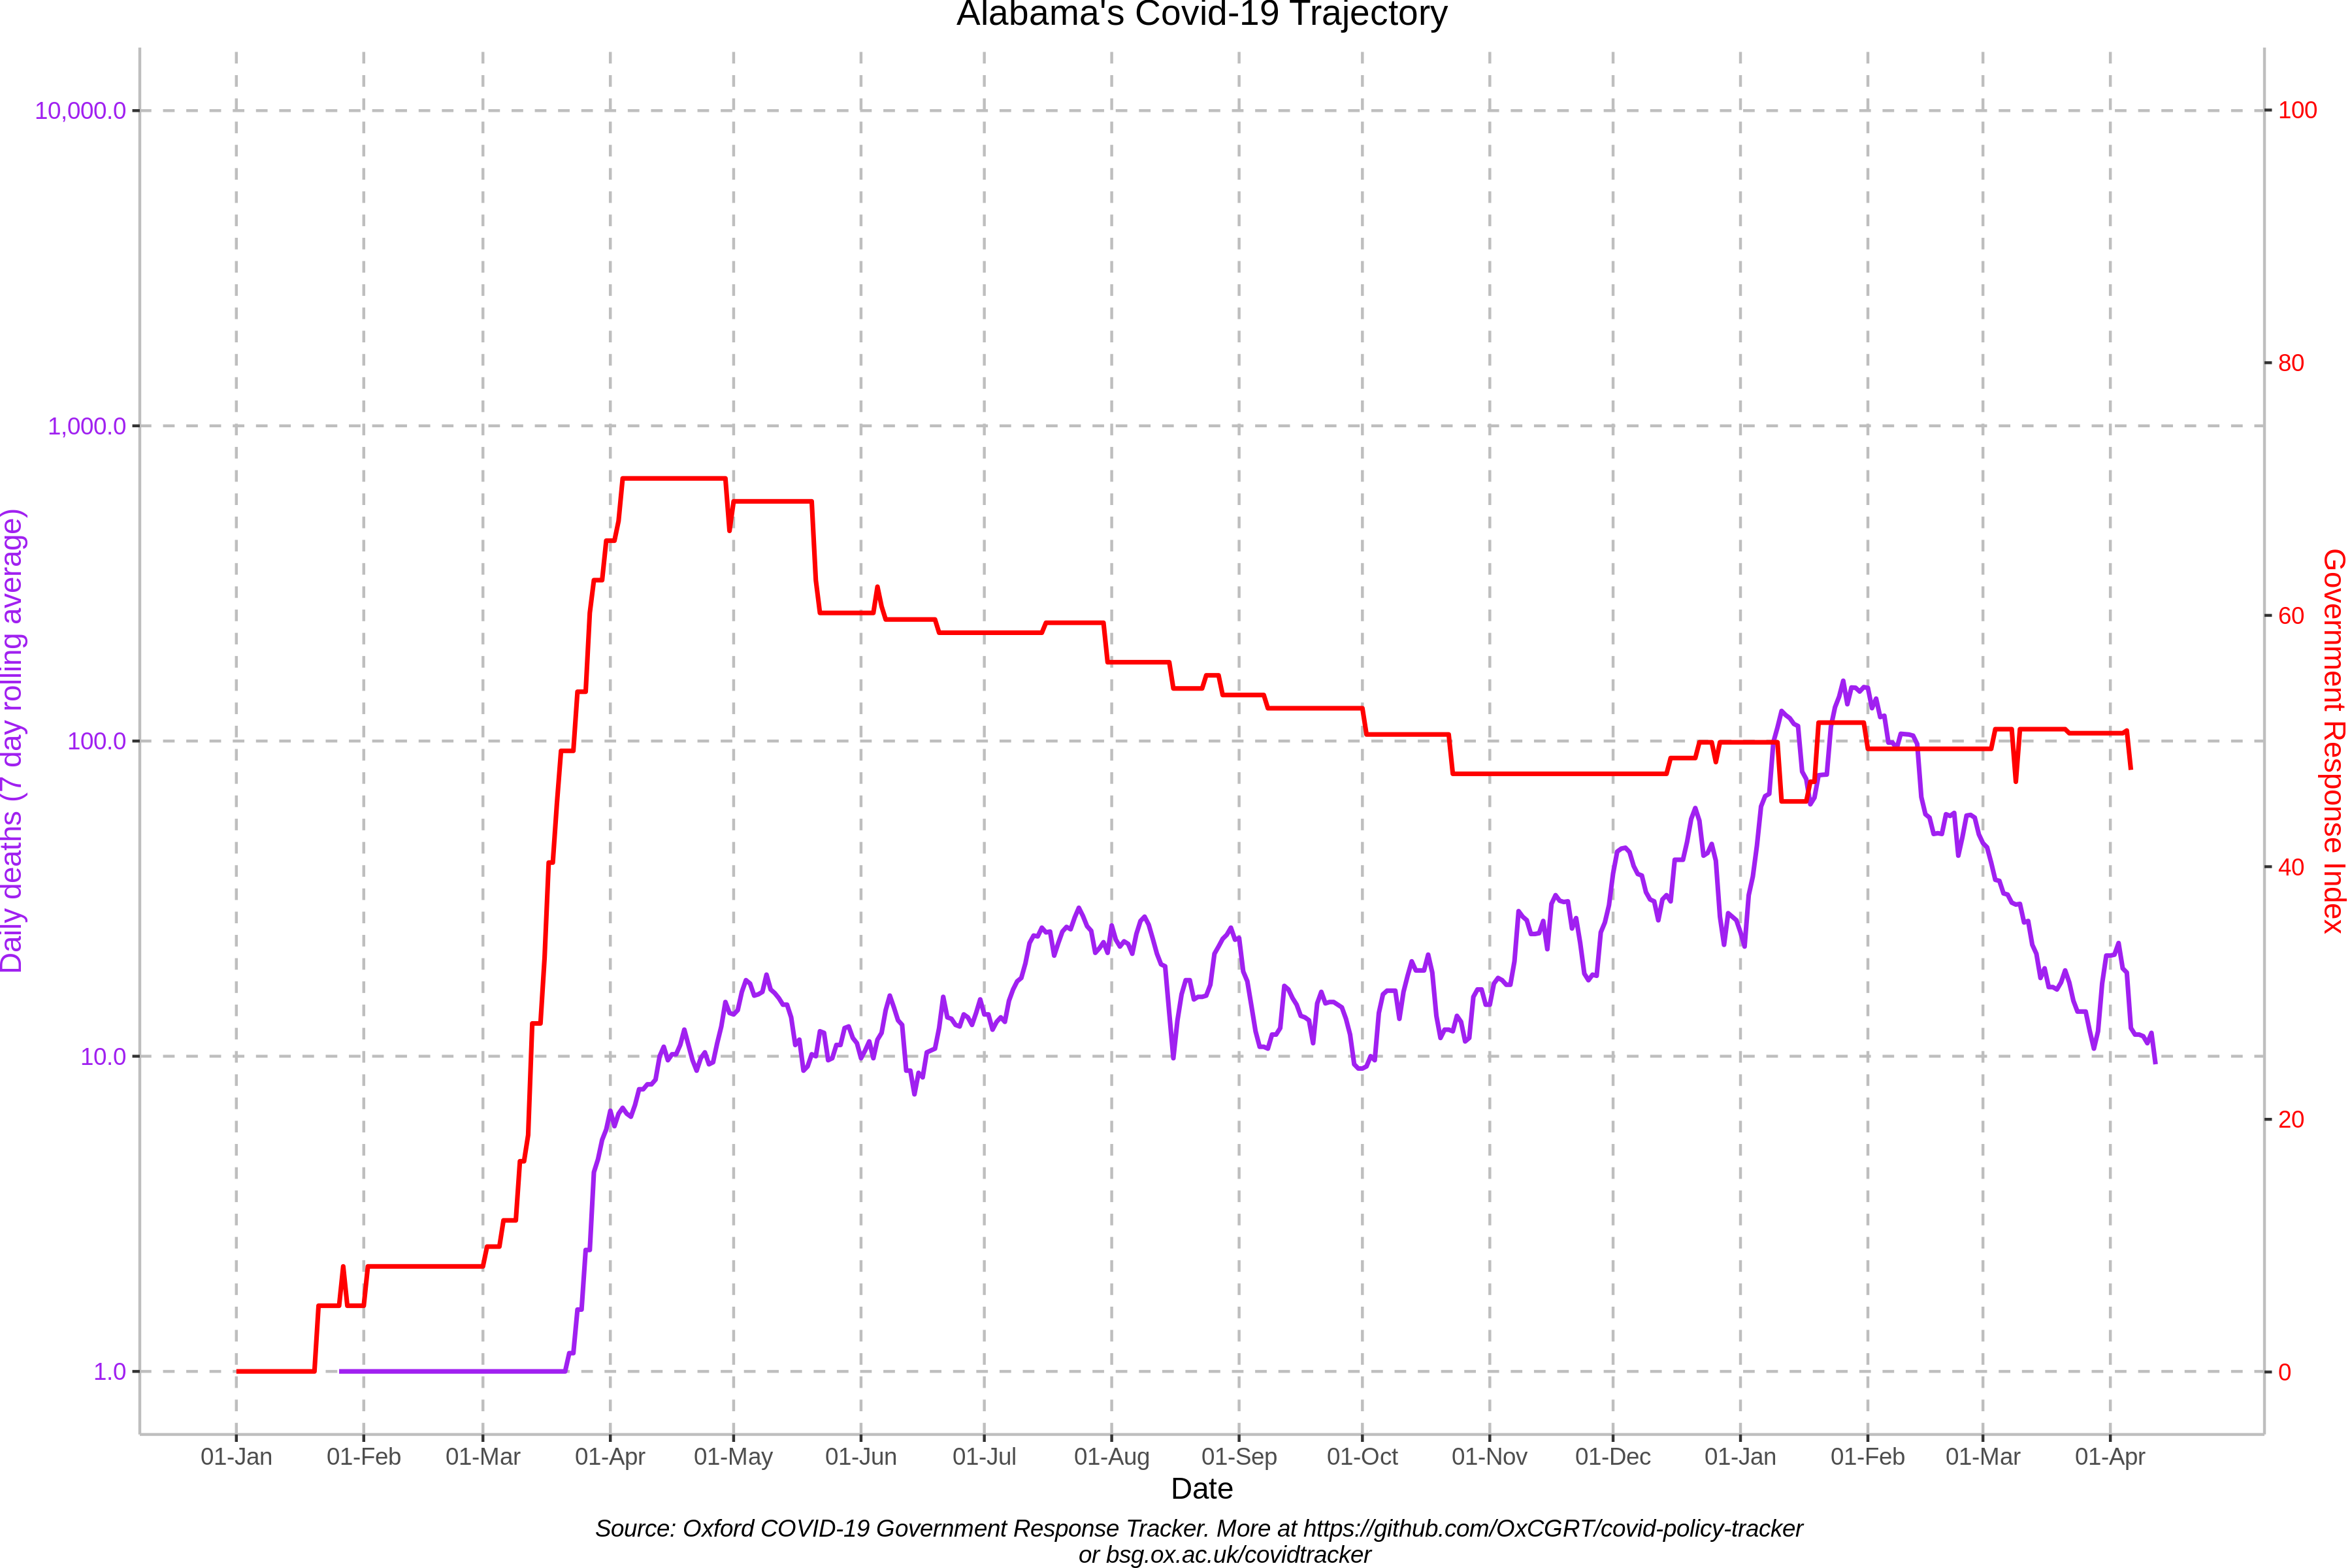 Alabama's Covid-19 Trajectory
10,000.0
1,000.0
100.0
10.0
1.0
Daily deaths (7 day rolling average)
100
80
60
40
20
0
Government Response Index
01-Jan 01-Feb 01-Mar 01-Apr 01-May 01-Jun 01-Jul 01-Aug 01-Sep 01-Oct 01-Nov 01-Dec 01-Jan 01-Feb 01-Mar 01-Apr
Date
Source: Oxford COVID-19 Government Response Tracker. More at https://github.com/OxCGRT/covid-policy-tracker
or bsg.ox.ac.uk/covidtracker